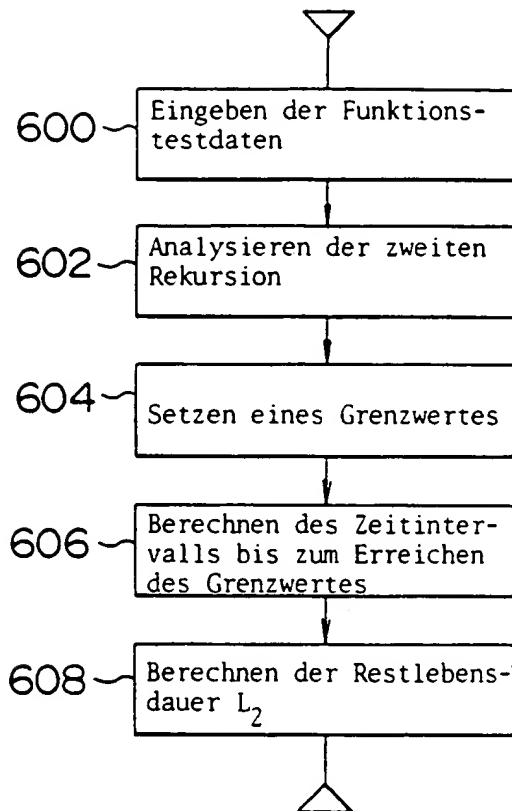 600
Eingeben der Funktions-
testdaten
602
Analysieren der zweiten
Rekursion
604
Setzen eines Grenzwertes
606
Berechnen des Zeitinter-
valls bis zum Erreichen
des Grenzwertes
608
Berechnen der Restlebens-
dauer L₂